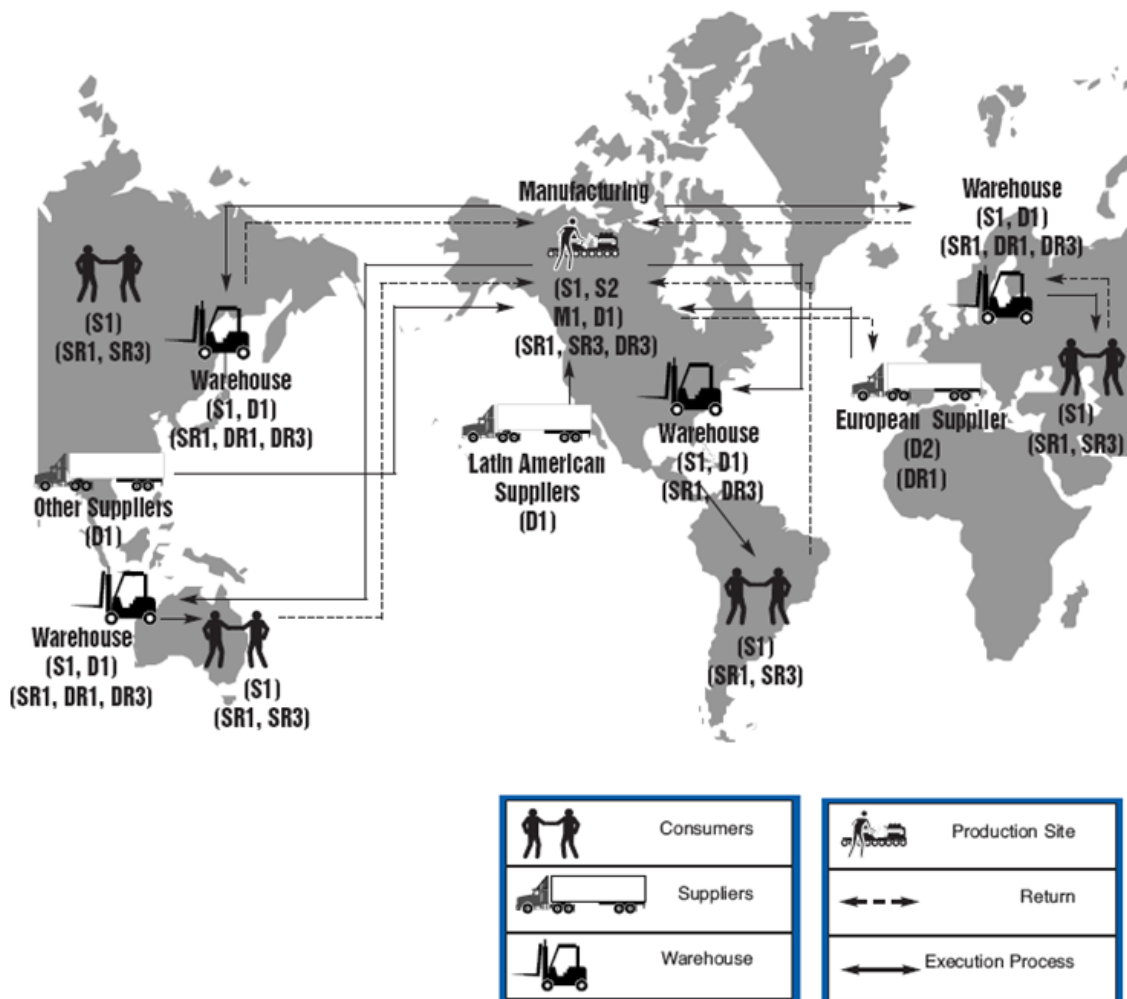 Manufacturing
(S1, S2
M1, D1)
(SR1, SR3, DR3)
Warehouse
(S1, D1)
(SR1, DR1, DR3)
(S1)
(SR1, SR3)
Warehouse
(S1, D1)
(SR1, DR1, DR3)
(S1)
(SR1, SR3)
European Supplier
(D2)
(DR1)
Warehouse
(S1, D1)
(SR1, DR3)
Latin American
Suppliers
(D1)
Other Suppliers
(D1)
Warehouse
(S1, D1)
(SR1, DR1, DR3)
(S1)
(SR1, SR3)
(S1)
(SR1, SR3)
Consumers
Suppliers
Warehouse
Production Site
Return
Execution Process